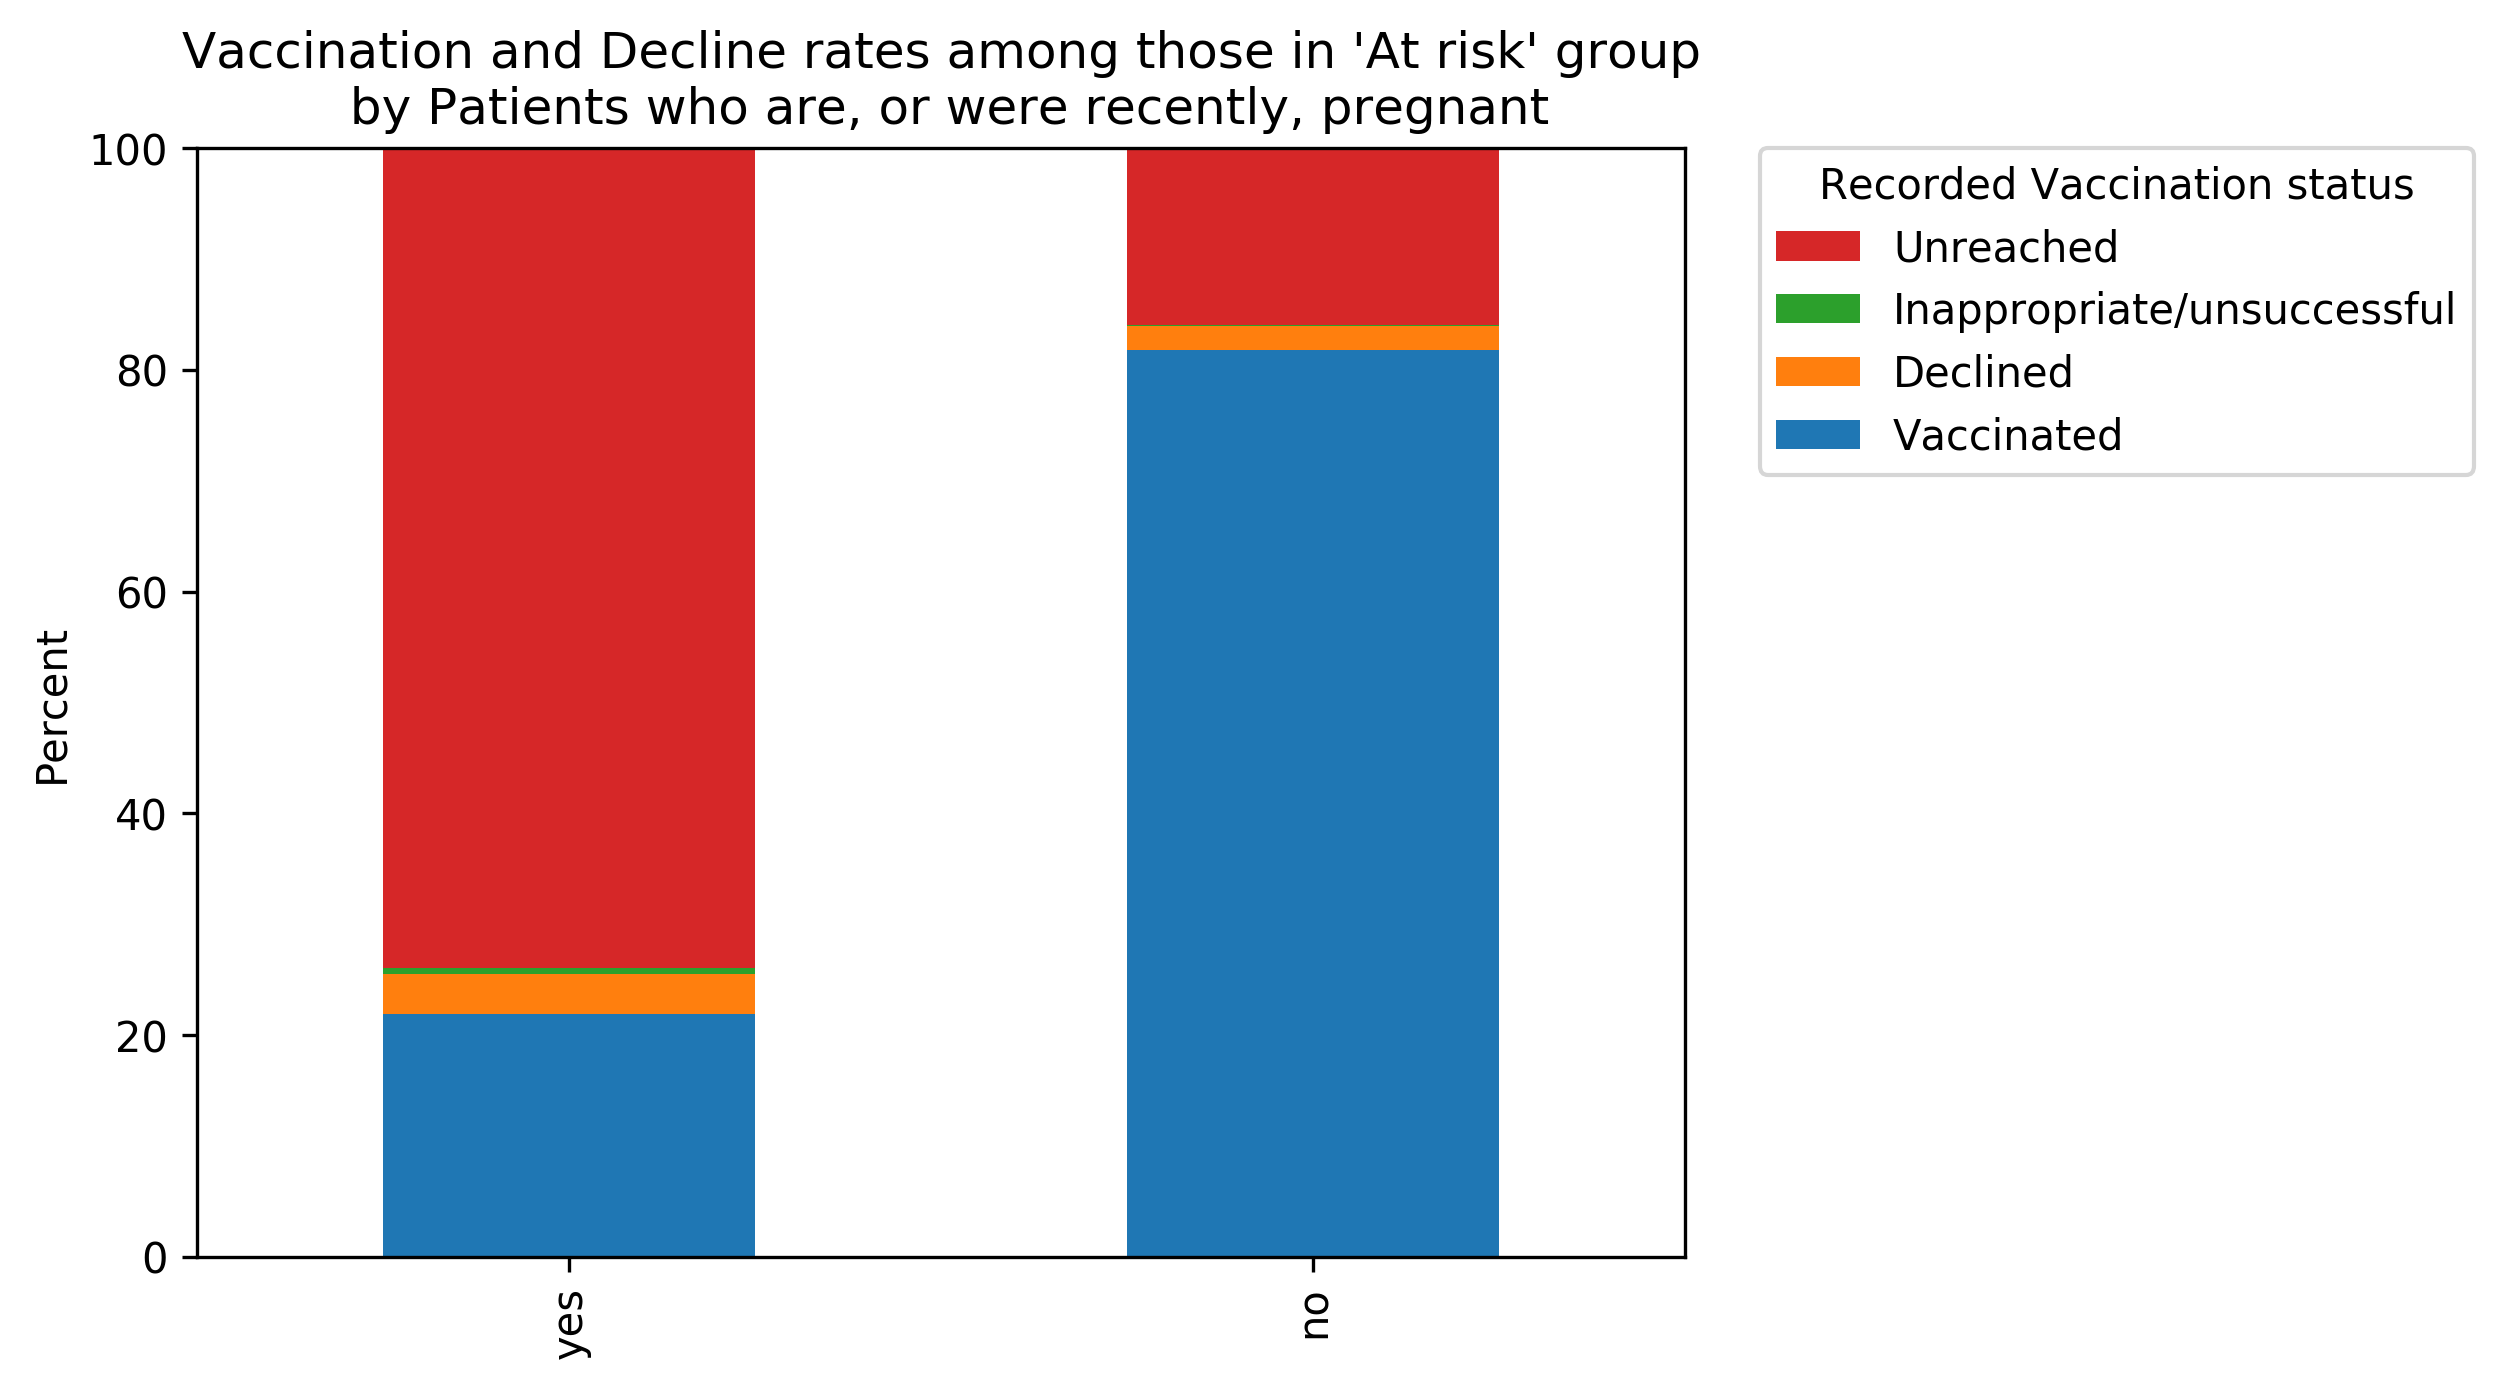 Vaccination and Decline rates among those in 'At risk' group
by Patients who are, or were recently, pregnant
100
80
60
40
20
0
Percent
yes
no
Recorded Vaccination status
Unreached
Inappropriate/unsuccessful
Declined
Vaccinated